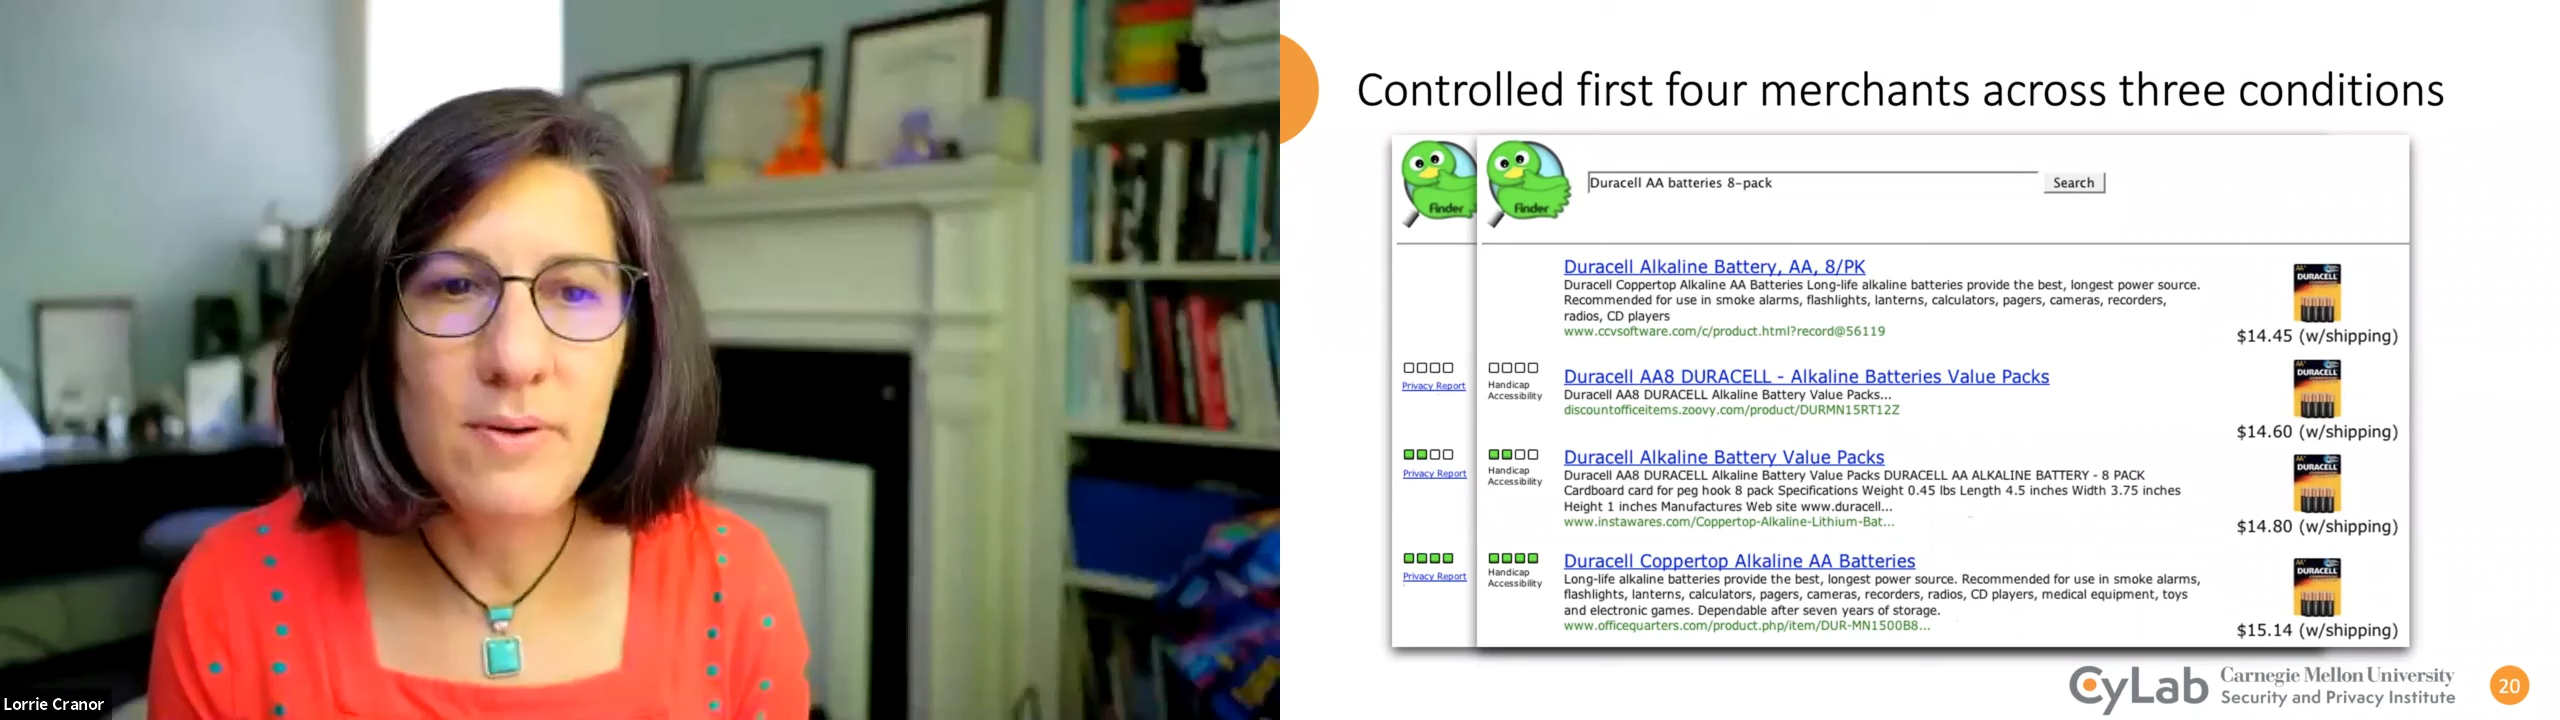 Lorrie Cranor
Controlled first four merchants across three conditions
Finder
Finder
Duracell AA batteries 8-pack
Search
Duracell Alkaline Battery, AA, 8/PK
Duracell Coppertop Alkaline AA Batteries Long-life alkaline batteries provide the best, longest power source.
Recommended for use in smoke alarms, flashlights, lanterns, calculators, pagers, cameras, recorders,
radios, CD players
www.ccvsoftware.com/c/product.html?record@56119
DURACELL
$14.45 (w/shipping)
Privacy Report
Handicap
Accessibility
Duracell AA8 DURACELL - Alkaline Batteries Value Packs
Duracell AA8 DURACELL Alkaline Battery Value Packs...
discountofficeitems.zoovy.com/product/DURMN15RT12Z
DURACELL
$14.60 (w/shipping)
Privacy Report
Handicap
Accessibility
Duracell Alkaline Battery Value Packs
Duracell AA8 DURACELL Alkaline Battery Value Packs DURACELL AA ALKALINE BATTERY - 8 PACK
Cardboard card for peg hook 8 pack Specifications Weight 0.45 lbs Length 4.5 inches Width 3.75 inches
Height 1 inches Manufactures Web site www.duracell...
www.instawares.com/Coppertop-Alkaline-Lithium-Bat...
DURACELL
$14.80 (w/shipping)
Privacy Report
Handicap
Accessibility
Duracell Coppertop Alkaline AA Batteries
Long-life alkaline batteries provide the best, longest power source. Recommended for use in smoke alarms,
flashlights, lanterns, calculators, pagers, cameras, recorders, radios, CD players, medical equipment, toys
and electronic games. Dependable after seven years of storage.
www.officequarters.com/product.php/item/DUR-MN1500B8...
DURACELL
$15.14 (w/shipping)
CyLab
Carnegie Mellon University
Security and Privacy Institute
20